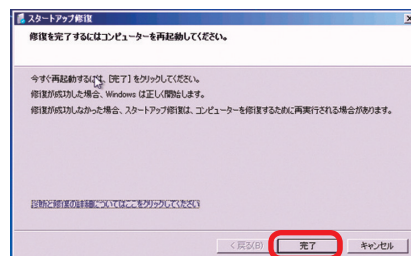 スタートアップ修復
修復を完了するにはコンピューターを再起動してください。
今すぐ再起動するには、[完了] をクリックしてください。
修復が成功した場合、Windows は正しく開始します。
修復が成功しなかった場合、スタートアップ修復は、コンピューターを修復するために再実行される場合があります。
診断と修復の詳細についてはここをクリックしてください
< 戻る(B)
完了
キャンセル